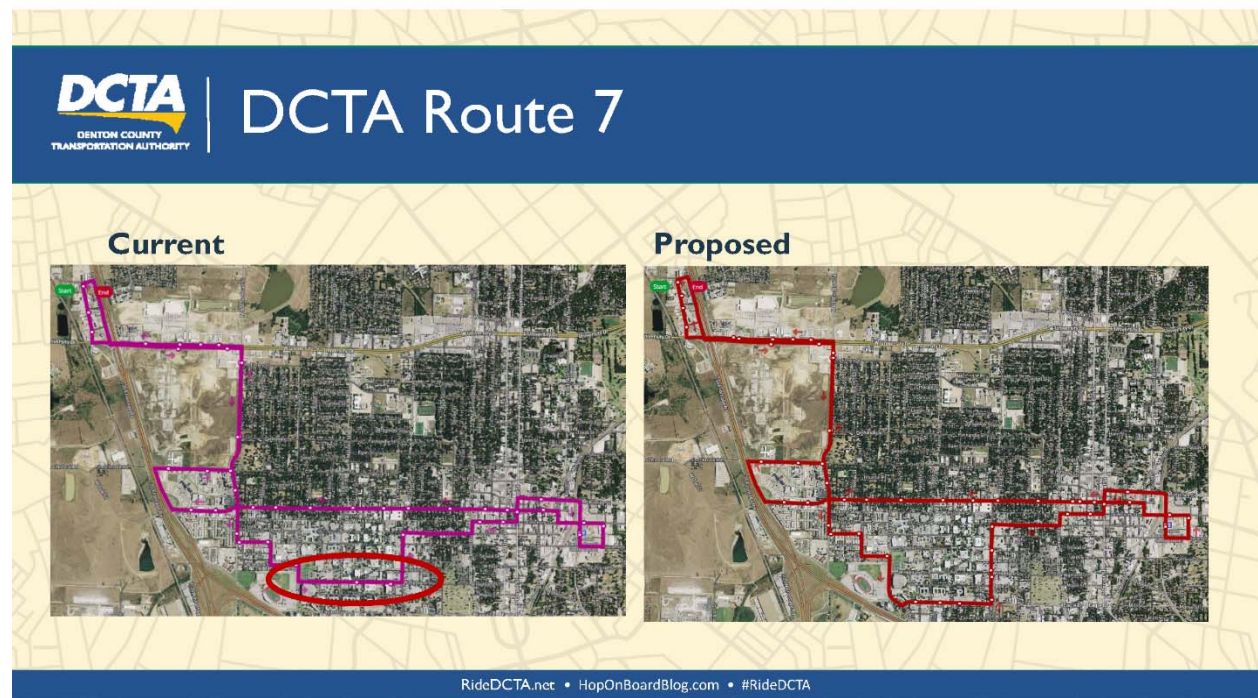 DCTA
DENTON COUNTY
TRANSPORTATION AUTHORITY
DCTA Route 7
Current
Proposed
Start
End
Start
End
RideDCTA.net • HopOnBoardBlog.com • #RideDCTA